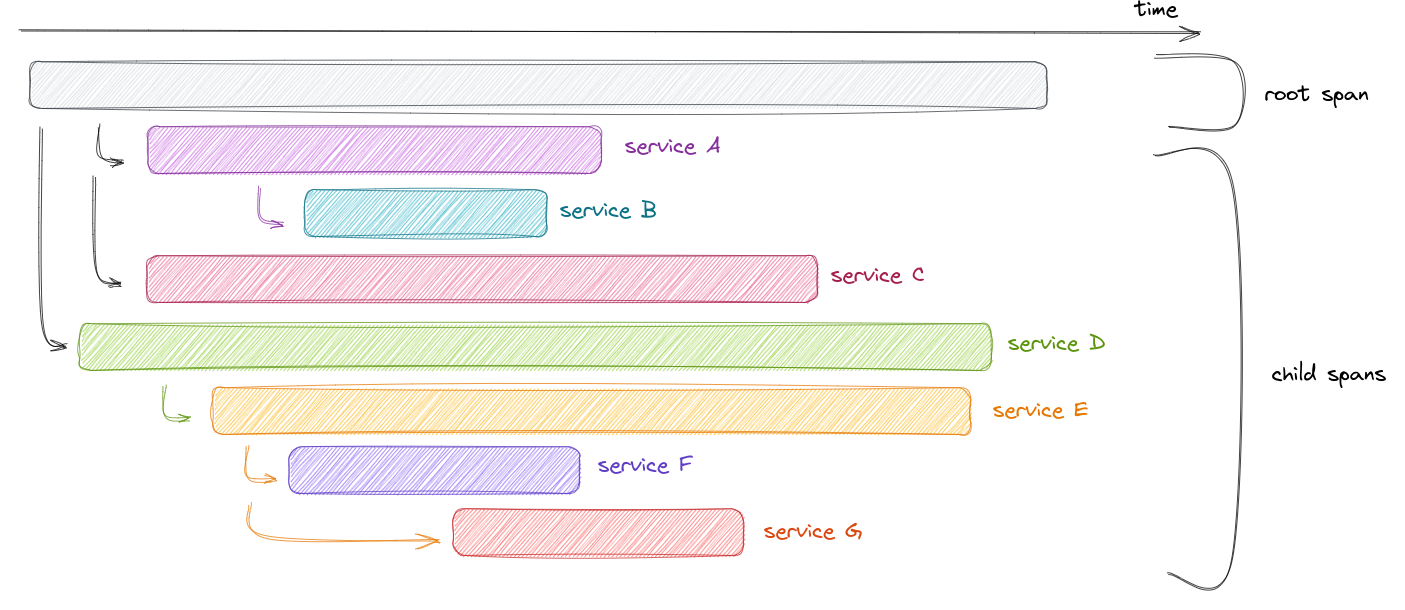 time
root span
service A
service B
service C
service D
child spans
service E
service F
service G